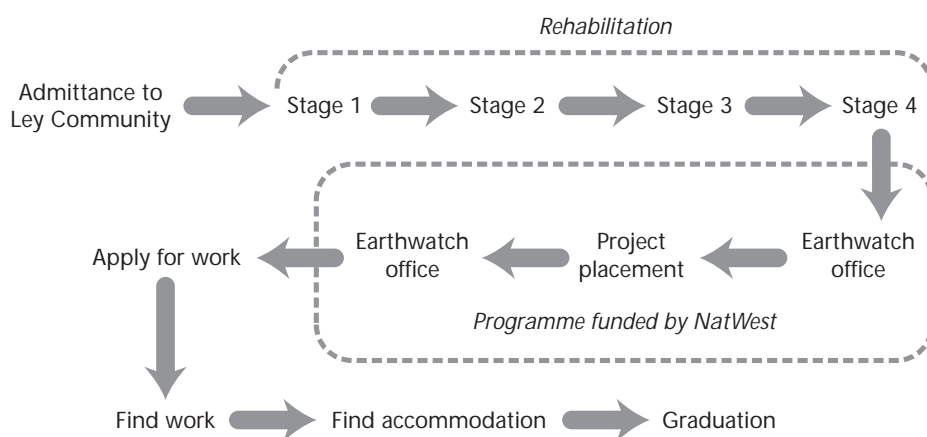 Rehabilitation
Admittance to
Ley Community
Stage 1
Stage 2
Stage 3
Stage 4
Earthwatch
office
Project
placement
Earthwatch
office
Apply for work
Programme funded by NatWest
Find work
Find accommodation
Graduation